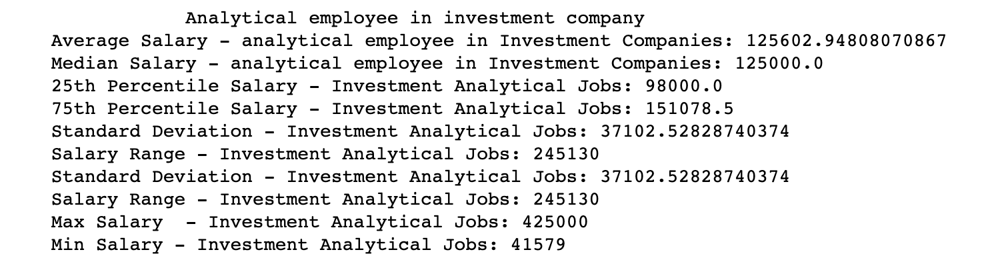 Analytical employee in investment company
Average Salary – analytical employee in Investment Companies: 125602.94808070867
Median Salary – analytical employee in Investment Companies: 125000.0
25th Percentile Salary – Investment Analytical Jobs: 98000.0
75th Percentile Salary – Investment Analytical Jobs: 151078.5
Standard Deviation – Investment Analytical Jobs: 37102.52828740374
Salary Range – Investment Analytical Jobs: 245130
Standard Deviation – Investment Analytical Jobs: 37102.52828740374
Salary Range – Investment Analytical Jobs: 245130
Max Salary  – Investment Analytical Jobs: 425000
Min Salary – Investment Analytical Jobs: 41579